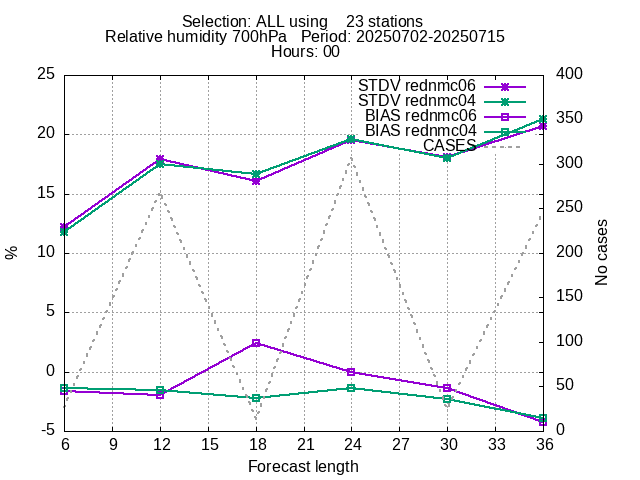 Selection: ALL using    23 stations
Relative humidity 700hPa   Period: 20250702-20250715
Hours: 00
STDV rednmc06
STDV rednmc04
BIAS rednmc06
BIAS rednmc04
CASES
25
20
15
10
5
0
-5
%
400
350
300
250
200
150
100
50
0
No cases
6 9 12 15 18 21 24 27 30 33 36
Forecast length